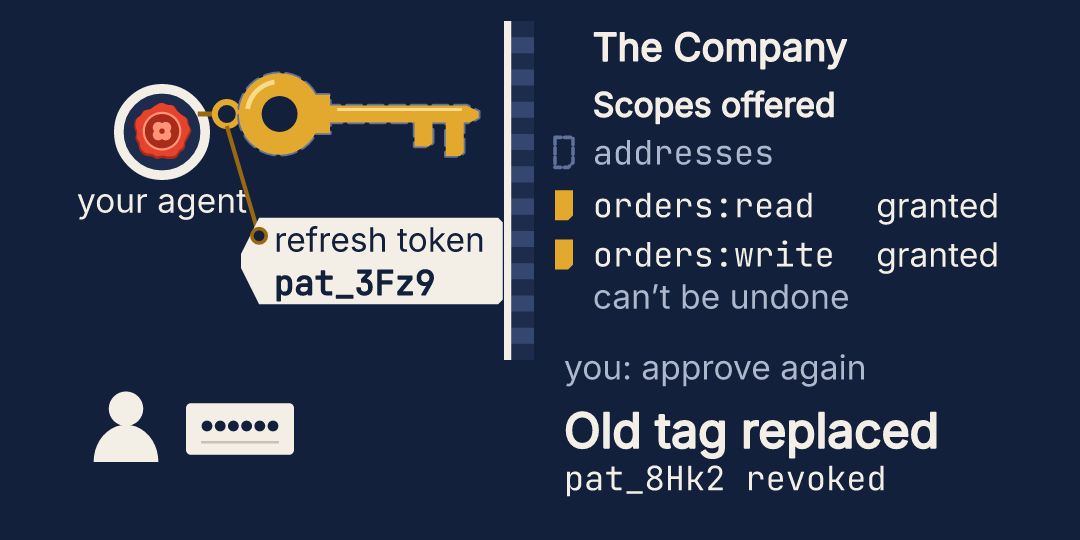 your agent
refresh token
pat_3Fz9
The Company
Scopes offered
addresses
orders:read granted
orders:write granted
can’t be undone
you: approve again
Old tag replaced
pat_8Hk2 revoked